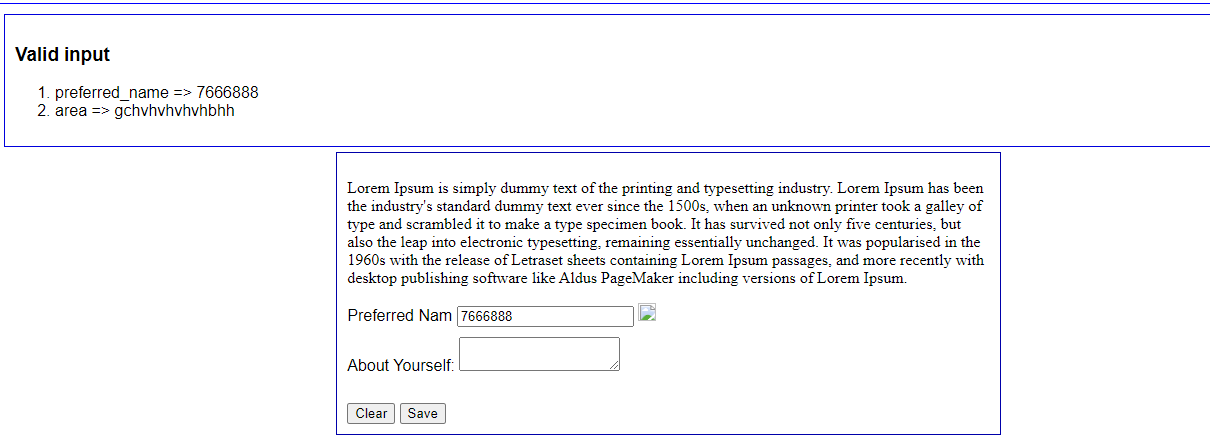 Valid input
1. preferred_name => 7666888
2. area => gchvhvhvhvhbhh
Lorem Ipsum is simply dummy text of the printing and typesetting industry. Lorem Ipsum has been
the industry's standard dummy text ever since the 1500s, when an unknown printer took a galley of
type and scrambled it to make a type specimen book. It has survived not only five centuries, but
also the leap into electronic typesetting, remaining essentially unchanged. It was popularised in the
1960s with the release of Letraset sheets containing Lorem Ipsum passages, and more recently with
desktop publishing software like Aldus PageMaker including versions of Lorem Ipsum.
Preferred Nam 7666888
About Yourself:
Clear Save